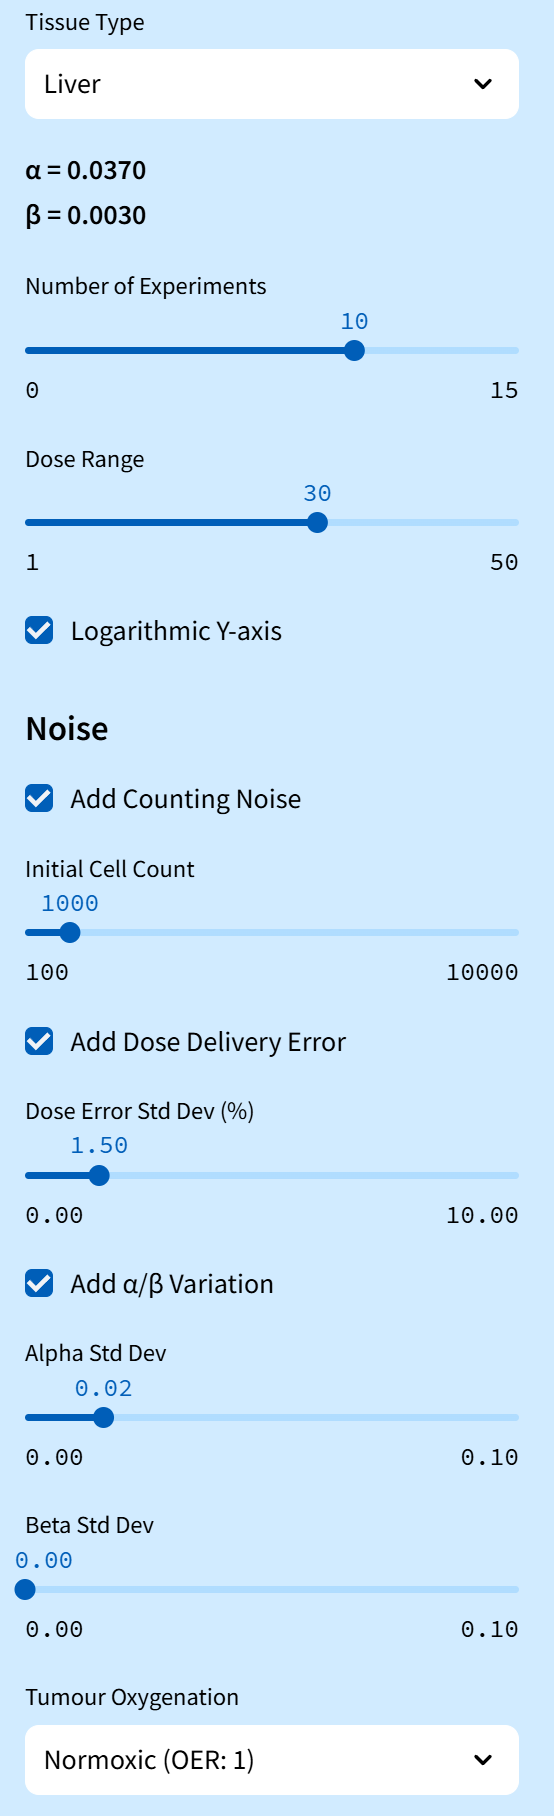 Tissue Type
Liver
α = 0.0370
β = 0.0030
Number of Experiments
10
0 15
Dose Range
30
1 50
Logarithmic Y-axis
Noise
Add Counting Noise
Initial Cell Count
1000
100 10000
Add Dose Delivery Error
Dose Error Std Dev (%)
1.50
0.00 10.00
Add α/β Variation
Alpha Std Dev
0.02
0.00 0.10
Beta Std Dev
0.00
0.00 0.10
Tumour Oxygenation
Normoxic (OER: 1)